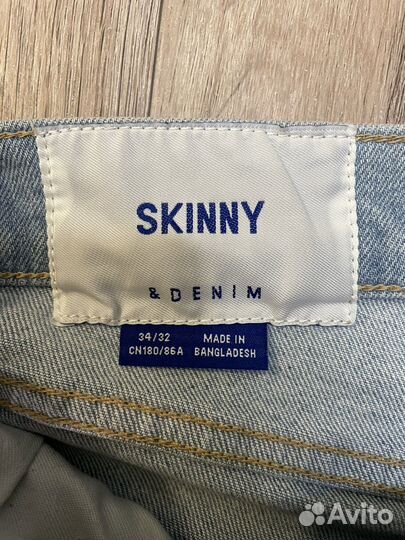 SKINNY
& DENIM
34/32 MADE IN
CN180/86A BANGLADESH
Avito